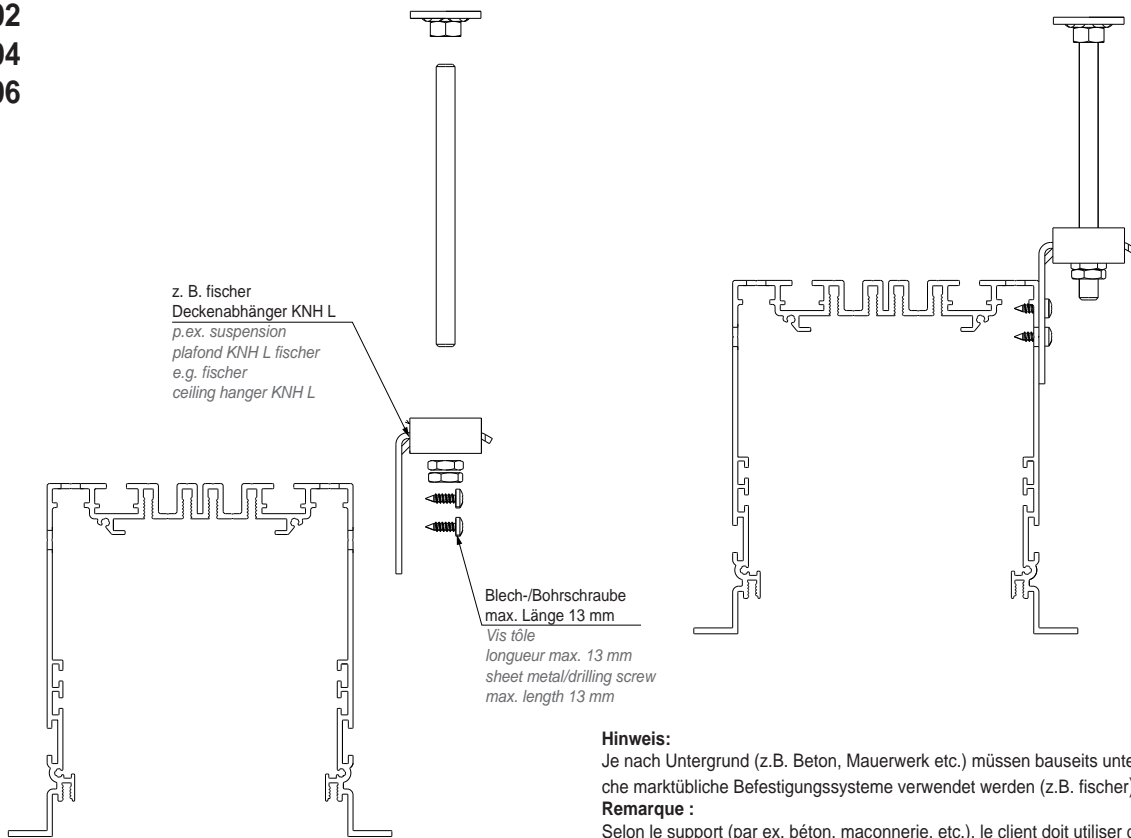 02
04
06
z. B. fischer
Deckenabhänger KNH L
p.ex. suspension
plafond KNH L fischer
e.g. fischer
ceiling hanger KNH L
Blech-/Bohrschraube
max. Länge 13 mm
Vis tôle
longueur max. 13 mm
sheet metal/drilling screw
max. length 13 mm
Hinweis:
Je nach Untergrund (z.B. Beton, Mauerwerk etc.) müssen bauseits unte
che marktübliche Befestigungssysteme verwendet werden (z.B. fischer)
Remarque :
Selon le support (par ex. béton, maçonnerie, etc.), le client doit utiliser